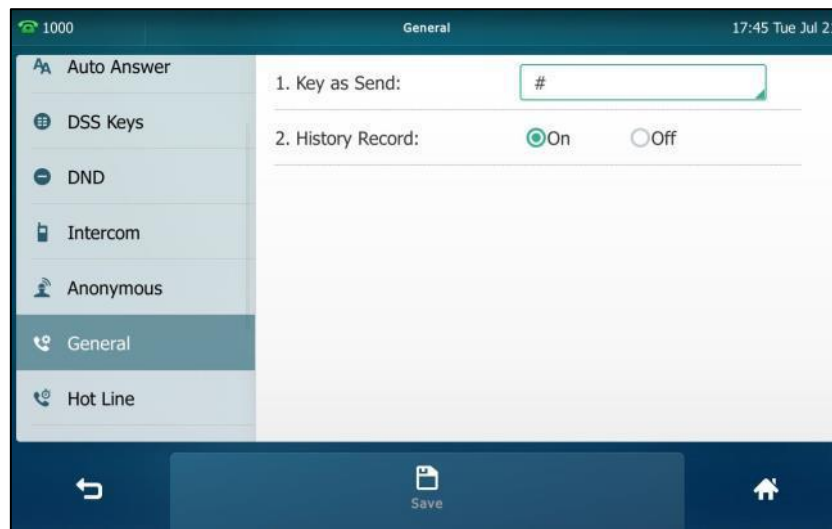 1000 General 17:45 Tue Jul
Auto Answer
1. Key as Send: #
DSS Keys
2. History Record: On Off
DND
Intercom
Anonymous
General
Hot Line
Save